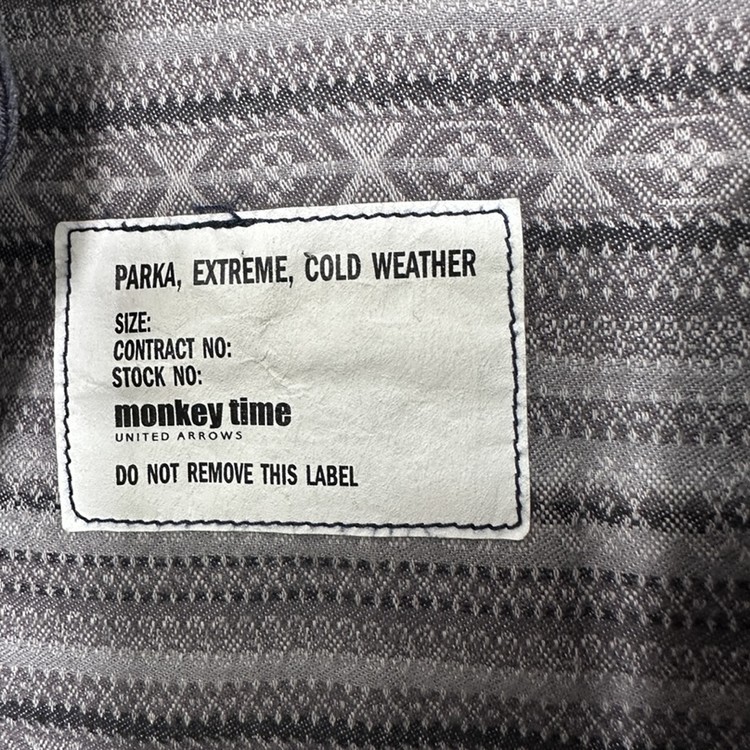 PARKA, EXTREME, COLD WEATHER
SIZE:
CONTRACT NO:
STOCK NO:
monkey time
UNITED ARROWS
DO NOT REMOVE THIS LABEL